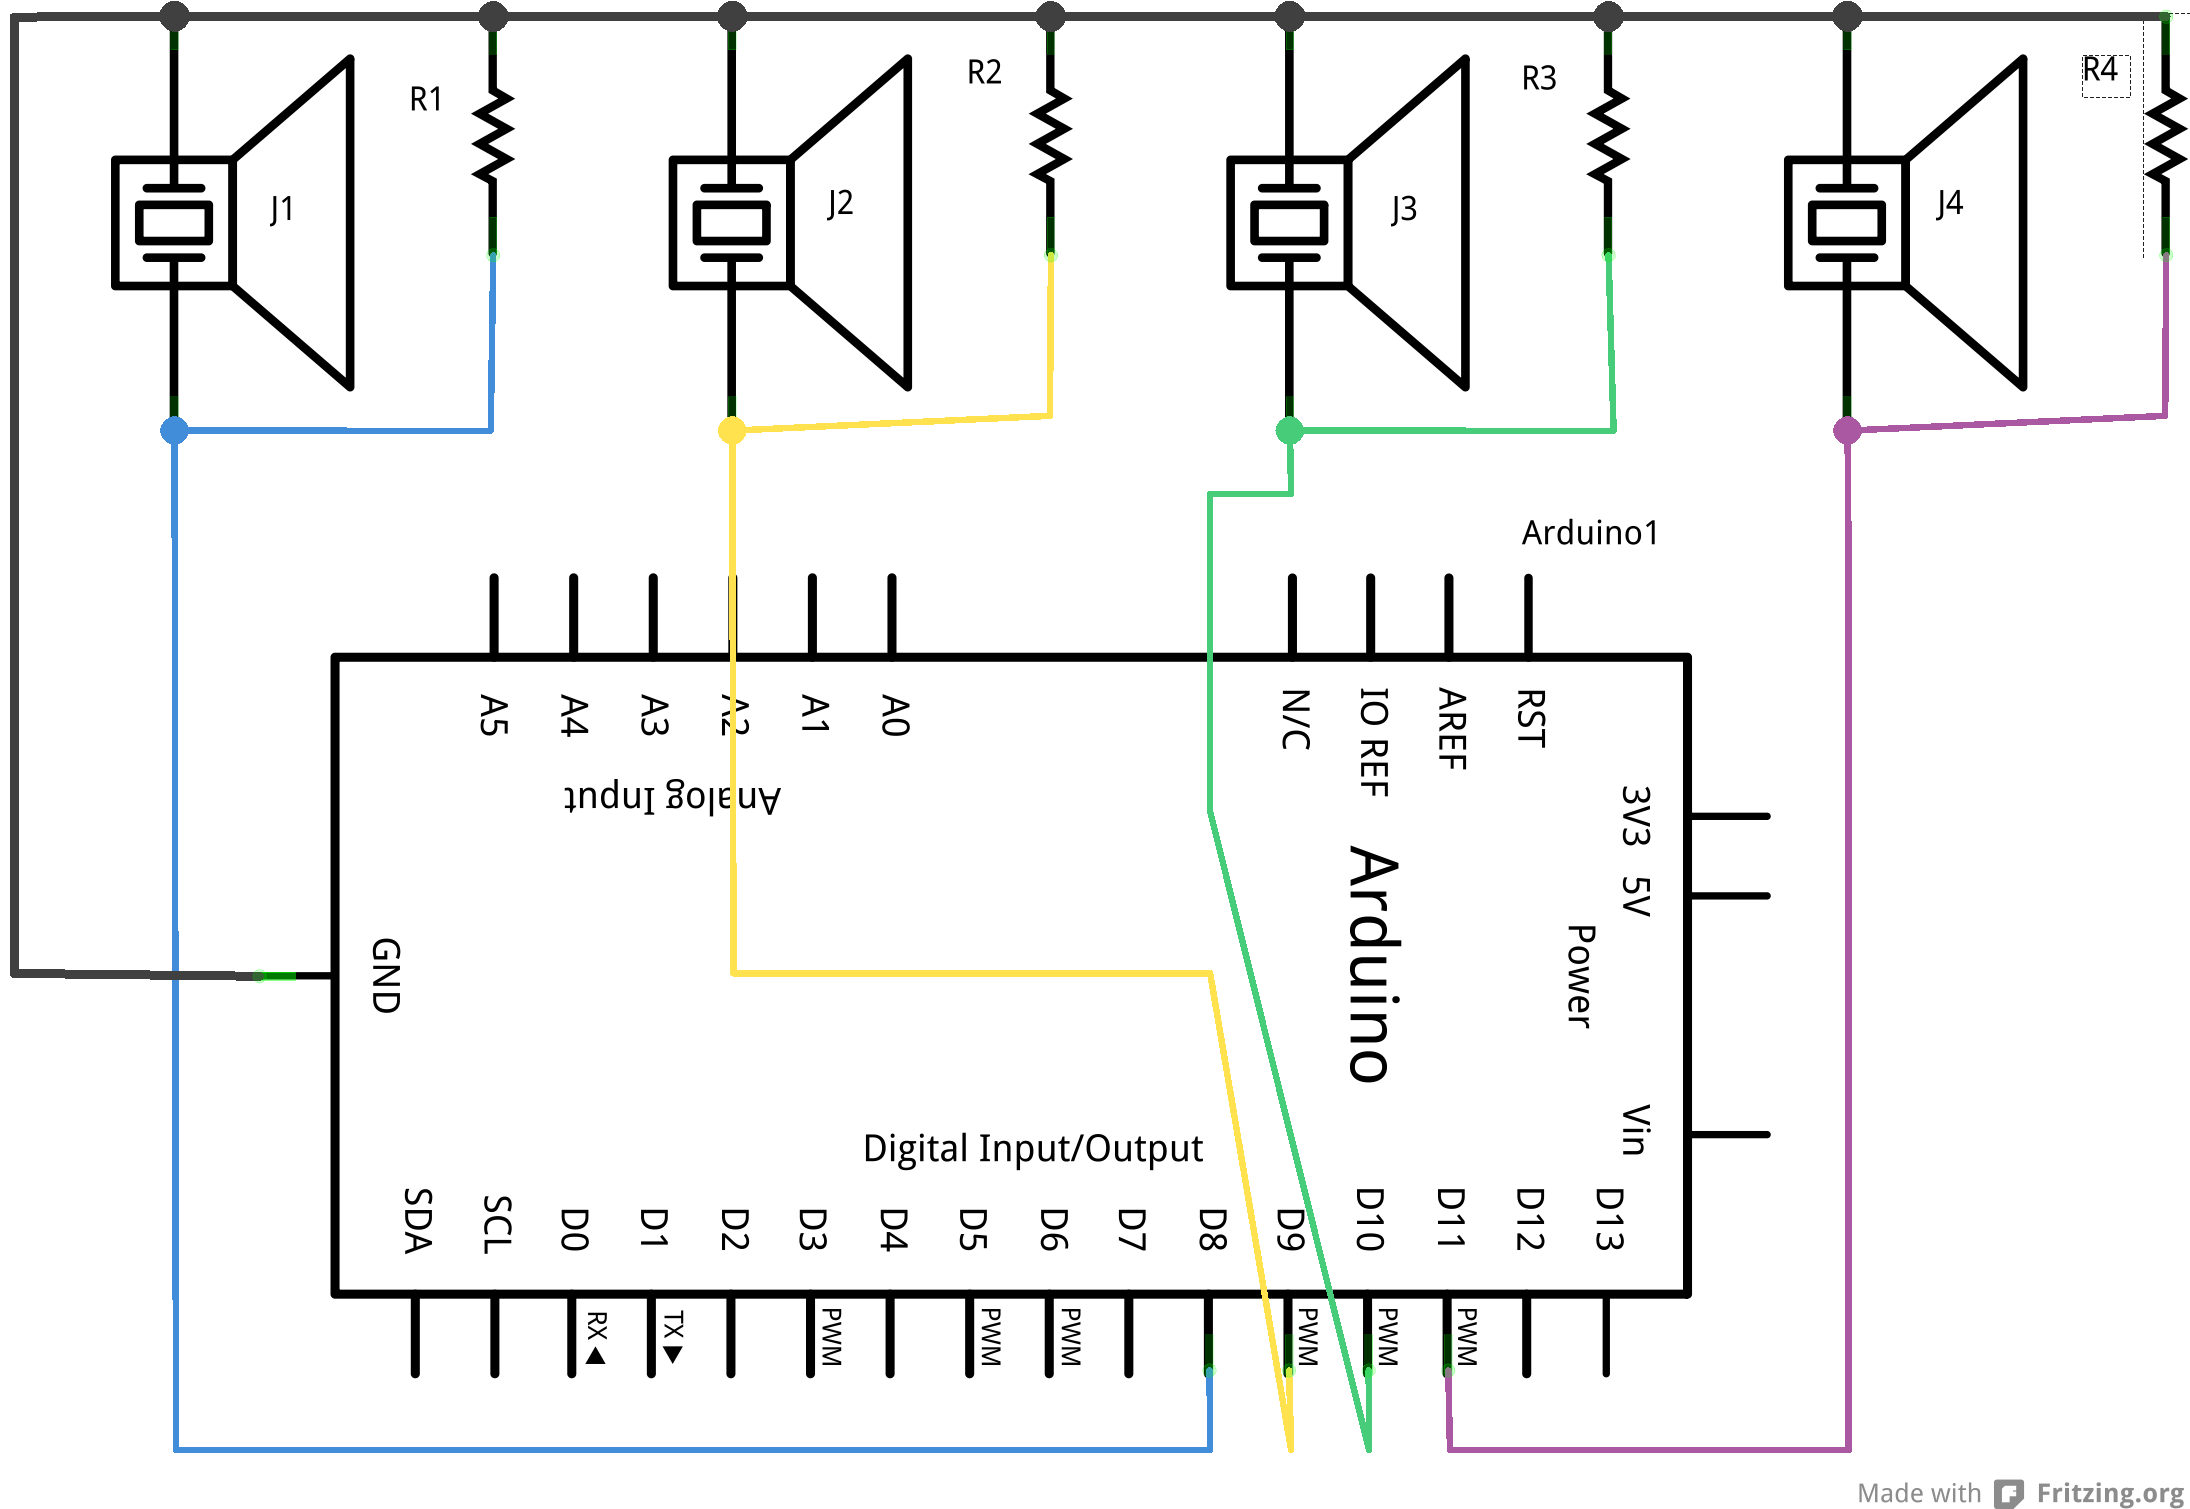 R1
R2
R3
R4
J1
J2
J3
J4
Arduino1
A5 A4 A3 A2 A1 A0
N/C IO REF AREF RST
Analog Input
3V3
5V
Power
Vin
Arduino
GND
Digital Input/Output
SDA SCL D0 D1 D2 D3 D4 D5 D6 D7 D8 D9 D10 D11 D12 D13
RX TX PWM PWM PWM PWM PWM PWM
Made with Fritzing.org